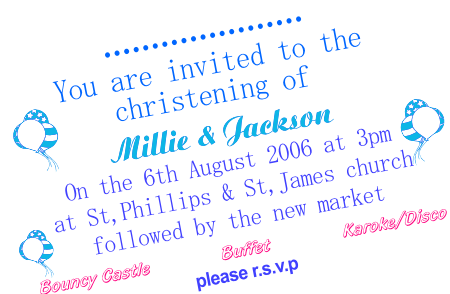 You are invited to the
christening of
Millie & Jackson
On the 6th August 2006 at 3pm
at St,Phillips & St,James church
followed by the new market
Bouncy Castle
Buffet
Karoke/Disco
please r.s.v.p